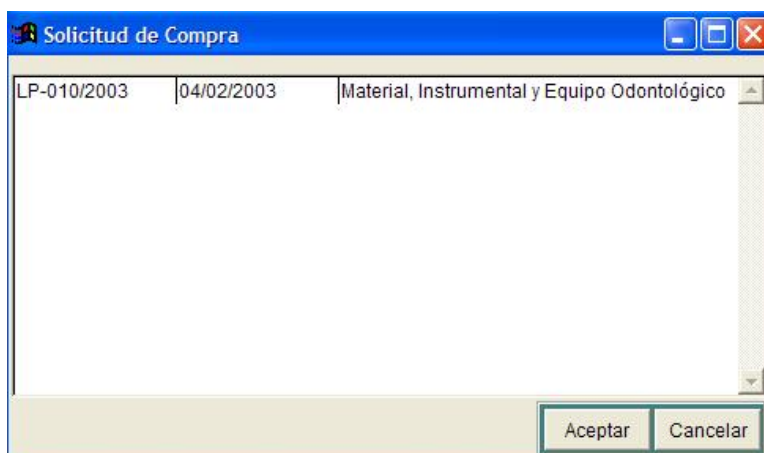 Solicitud de Compra
LP-010/2003 04/02/2003 Material, Instrumental y Equipo Odontológico
Aceptar Cancelar